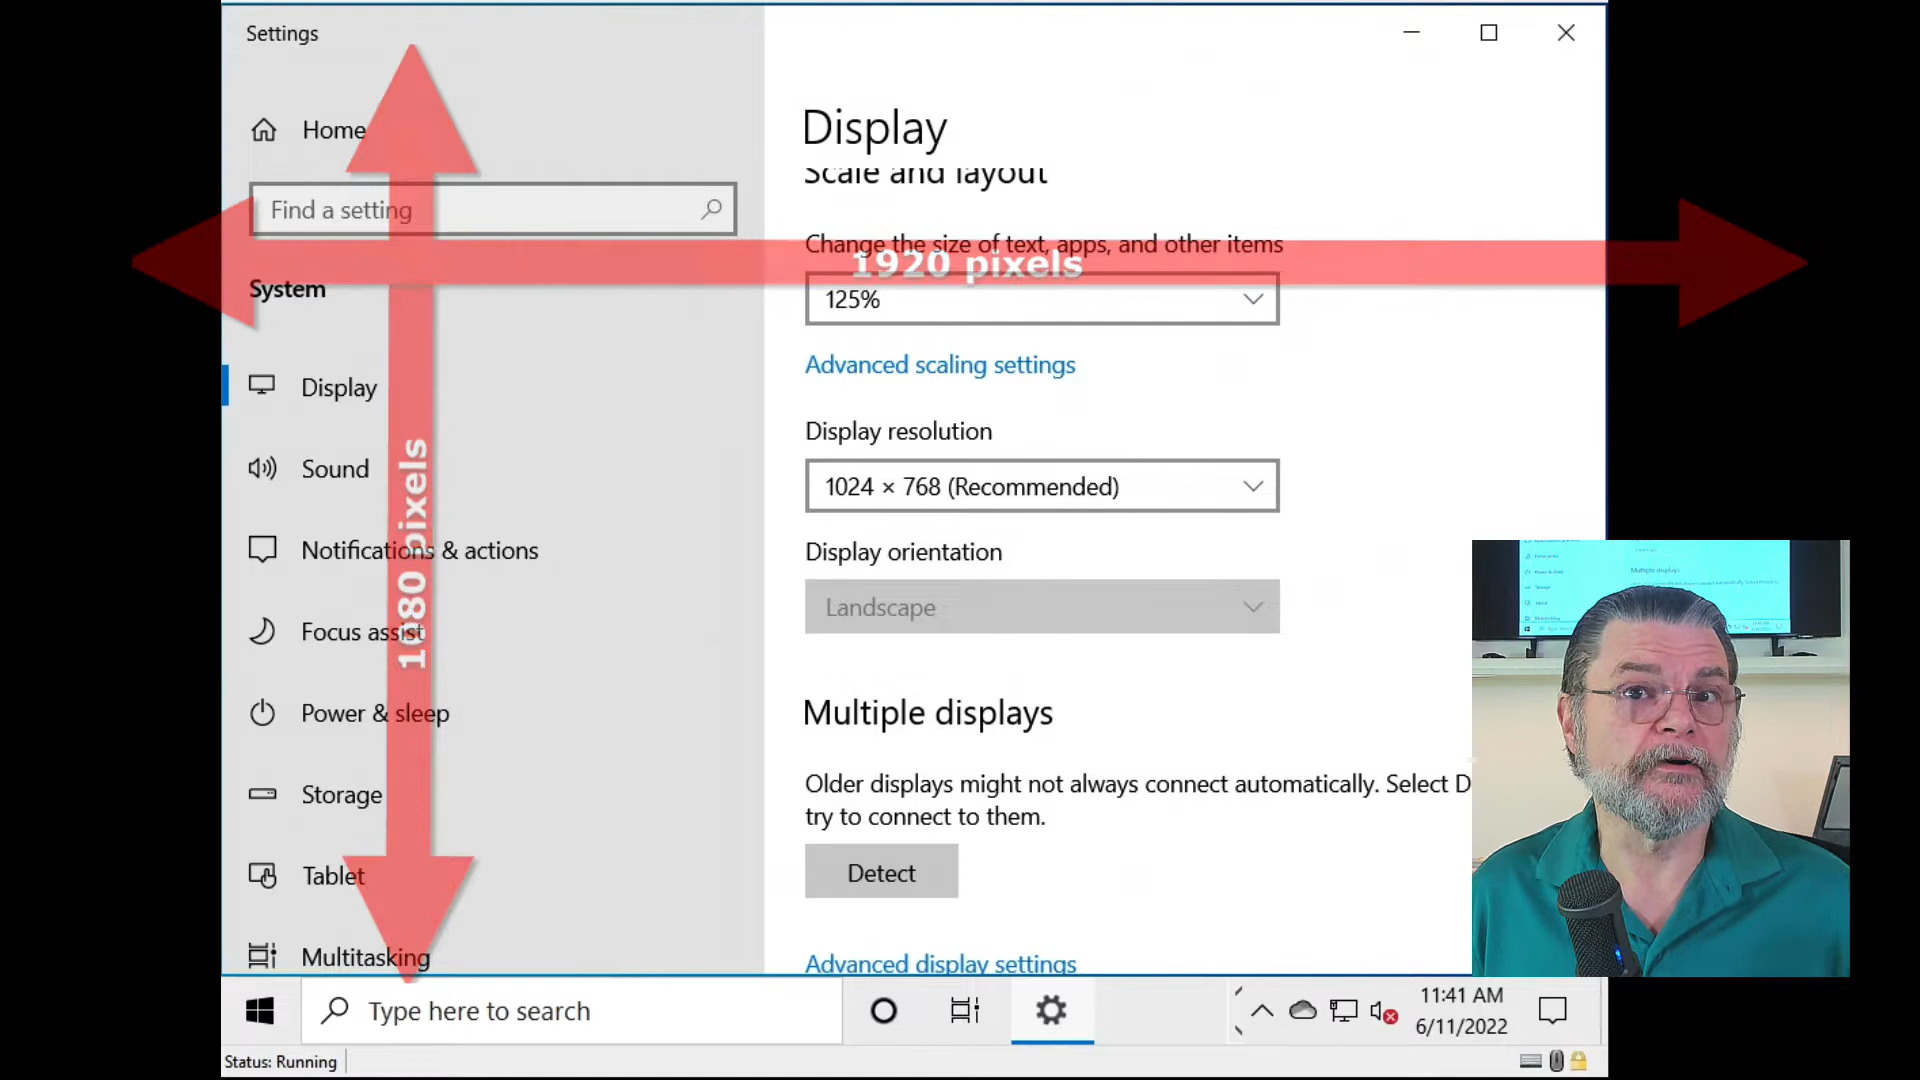 Settings
Home
Find a setting
System
Display
Sound
Notifications & actions
Focus assist
Power & sleep
Storage
Tablet
Multitasking
1080 pixels
1920 pixels
Display
Scale and layout
Change the size of text, apps, and other items
125%
Advanced scaling settings
Display resolution
1024 × 768 (Recommended)
Display orientation
Landscape
Multiple displays
Older displays might not always connect automatically. Select D
try to connect to them.
Detect
Advanced display settings
Multiple displays
Type here to search
11:41 AM
6/11/2022
Status: Running